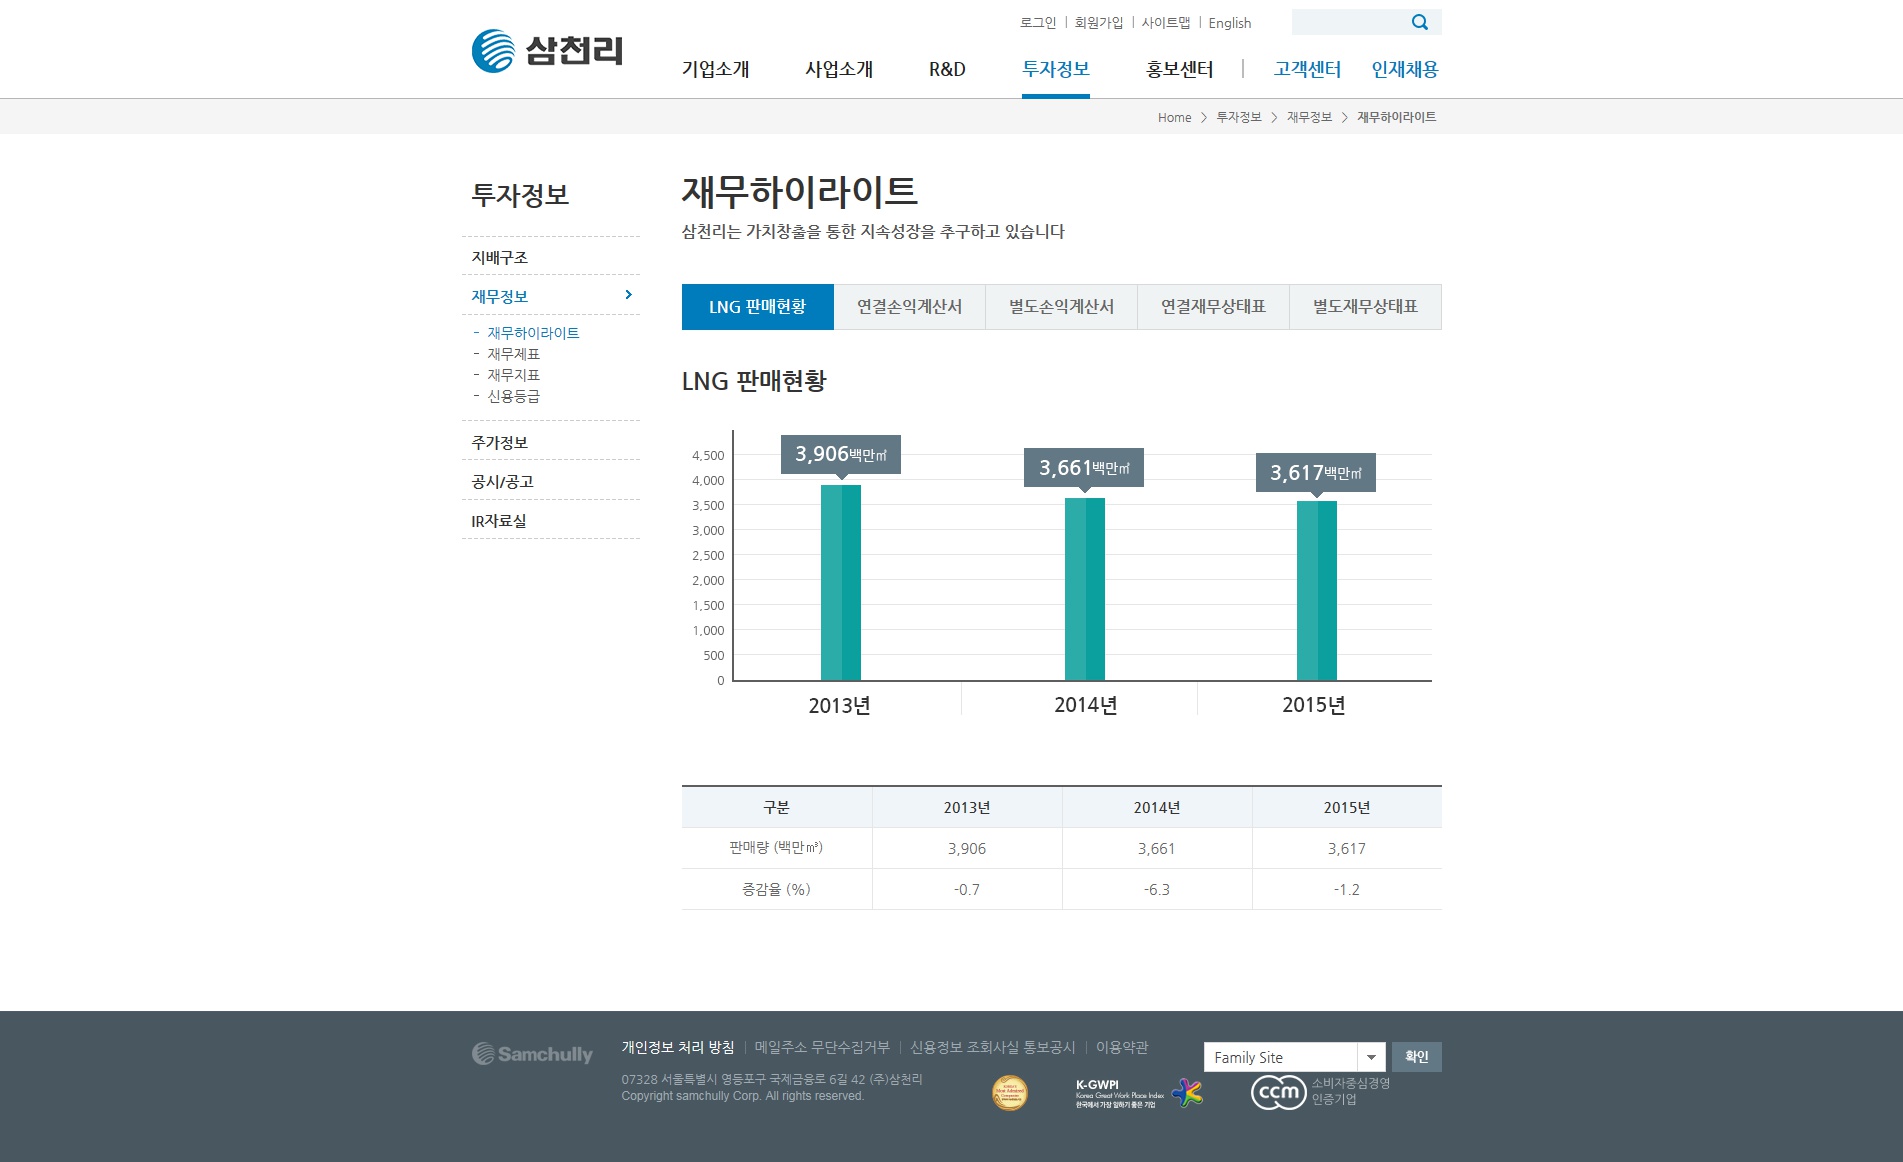 로그인 회원가입 사이트맵 English
삼천리
기업소개 사업소개 R&D 투자정보 홍보센터 고객센터 인재채용
Home > 투자정보 > 재무정보 > 재무하이라이트
투자정보
지배구조
재무정보
- 재무하이라이트
- 재무제표
- 재무지표
- 신용등급
주가정보
공시/공고
IR자료실
재무하이라이트
삼천리는 가치창출을 통한 지속성장을 추구하고 있습니다
LNG 판매현황 연결손익계산서 별도손익계산서 연결재무상태표 별도재무상태표
LNG 판매현황
3,906백만㎥ 3,661백만㎥ 3,617백만㎥
4,500
4,000
3,500
3,000
2,500
2,000
1,500
1,000
500
0
2013년 2014년 2015년
구분 2013년 2014년 2015년
판매량 (백만㎥) 3,906 3,661 3,617
증감율 (%) -0.7 -6.3 -1.2
Samchully
개인정보 처리 방침 메일주소 무단수집거부 신용정보 조회사실 통보공시 이용약관
Family Site 확인
07328 서울특별시 영등포구 국제금융로 6길 42 (주)삼천리
Copyright samchully Corp. All rights reserved.
K-GWPI
Korea Great Work Place Index
한국에서 가장 일하기 좋은 기업
ccm
소비자중심경영
인증기업